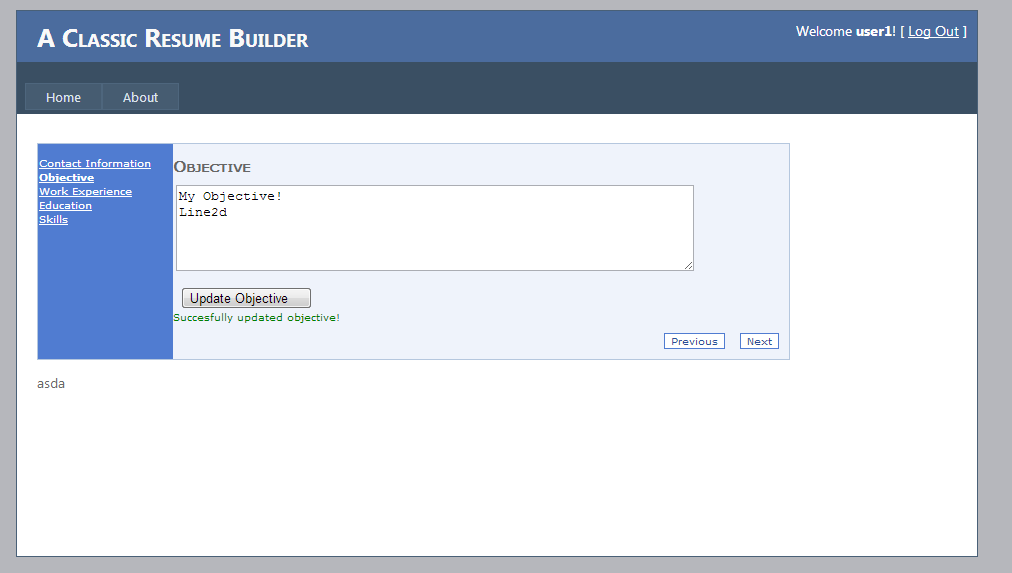 A Classic Resume Builder
Welcome user1! [ Log Out ]
Home
About
Contact Information
Objective
Work Experience
Education
Skills
Objective
My Objective!
Line2d
Update Objective
Succesfully updated objective!
Previous
Next
asda